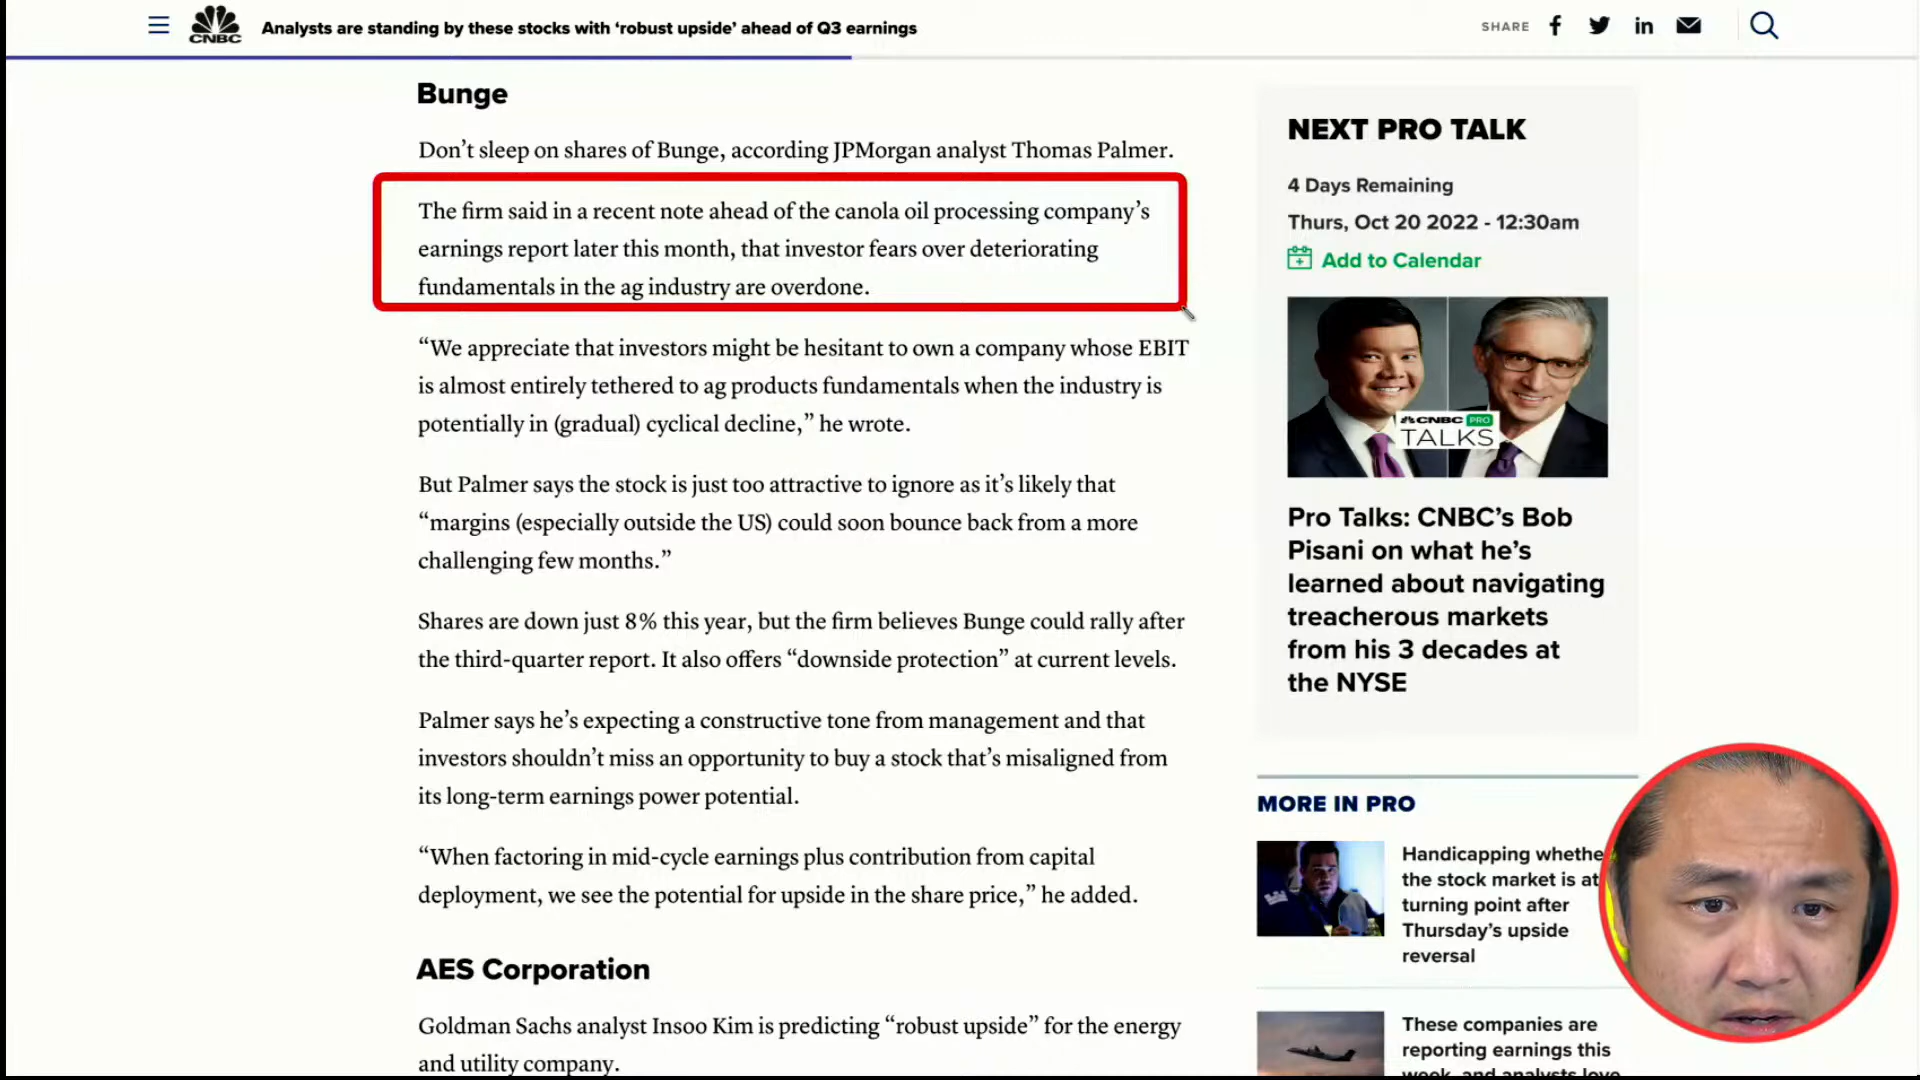 CNBC
Analysts are standing by these stocks with ‘robust upside’ ahead of Q3 earnings
SHARE
Bunge
Don’t sleep on shares of Bunge, according JPMorgan analyst Thomas Palmer.
The firm said in a recent note ahead of the canola oil processing company’s
earnings report later this month, that investor fears over deteriorating
fundamentals in the ag industry are overdone.
“We appreciate that investors might be hesitant to own a company whose EBIT
is almost entirely tethered to ag products fundamentals when the industry is
potentially in (gradual) cyclical decline,” he wrote.
But Palmer says the stock is just too attractive to ignore as it’s likely that
“margins (especially outside the US) could soon bounce back from a more
challenging few months.”
Shares are down just 8% this year, but the firm believes Bunge could rally after
the third-quarter report. It also offers “downside protection” at current levels.
Palmer says he’s expecting a constructive tone from management and that
investors shouldn’t miss an opportunity to buy a stock that’s misaligned from
its long-term earnings power potential.
“When factoring in mid-cycle earnings plus contribution from capital
deployment, we see the potential for upside in the share price,” he added.
AES Corporation
Goldman Sachs analyst Insoo Kim is predicting “robust upside” for the energy
and utility company.
NEXT PRO TALK
4 Days Remaining
Thurs, Oct 20 2022 - 12:30am
Add to Calendar
CNBC PRO
TALKS
Pro Talks: CNBC’s Bob
Pisani on what he’s
learned about navigating
treacherous markets
from his 3 decades at
the NYSE
MORE IN PRO
Handicapping whethe
the stock market is at
turning point after
Thursday’s upside
reversal
These companies are
reporting earnings this
week, and analysts love